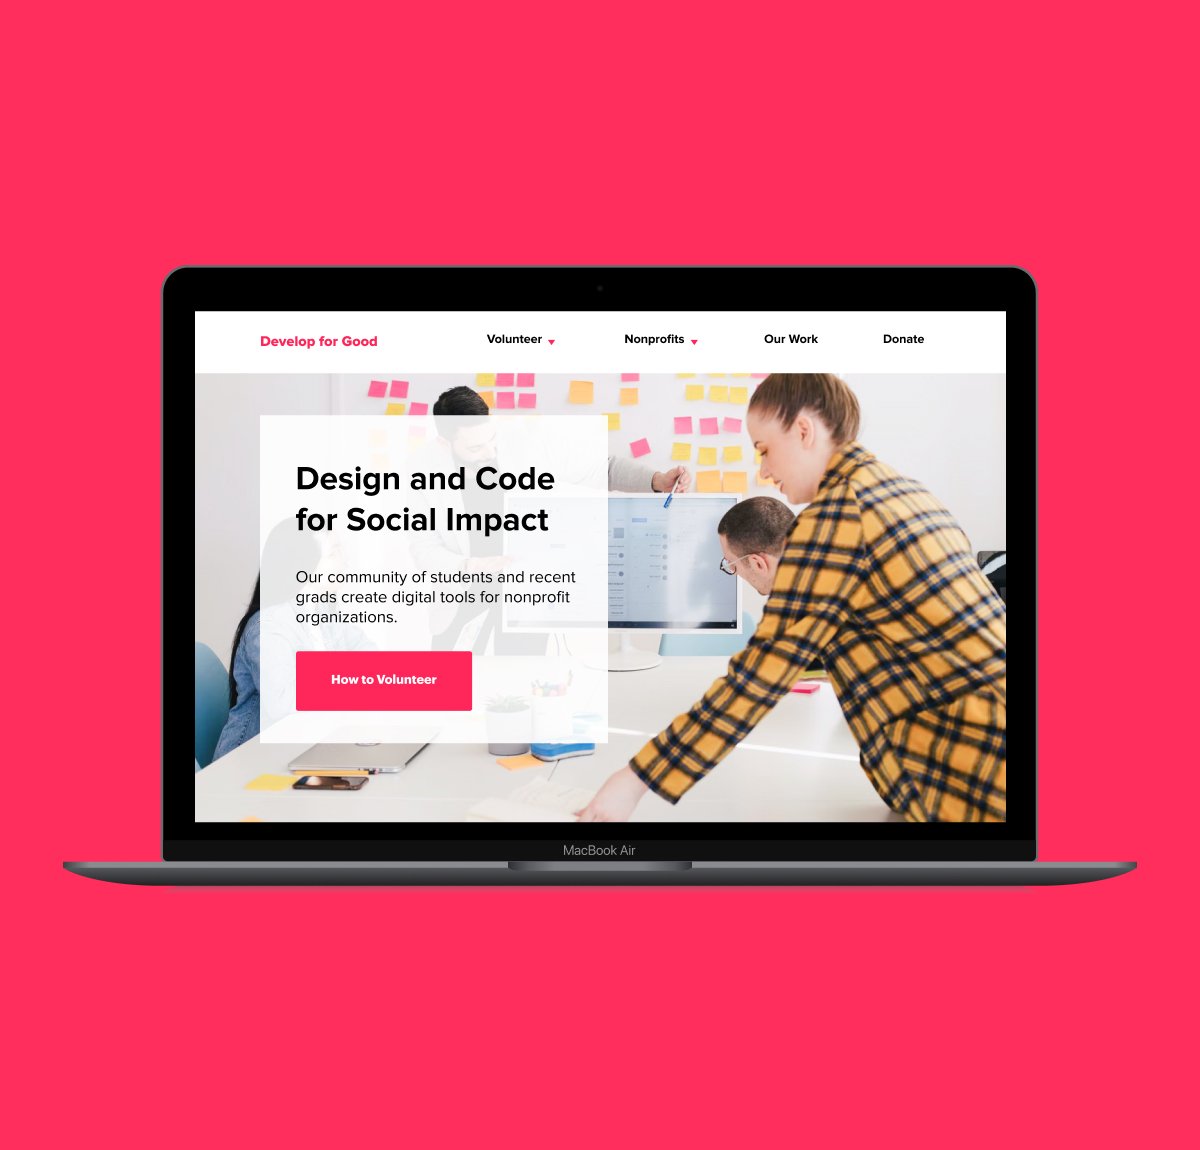 Develop for Good
Volunteer
Nonprofits
Our Work
Donate
Design and Code
for Social Impact
Our community of students and recent
grads create digital tools for nonprofit
organizations.
How to Volunteer
MacBook Air